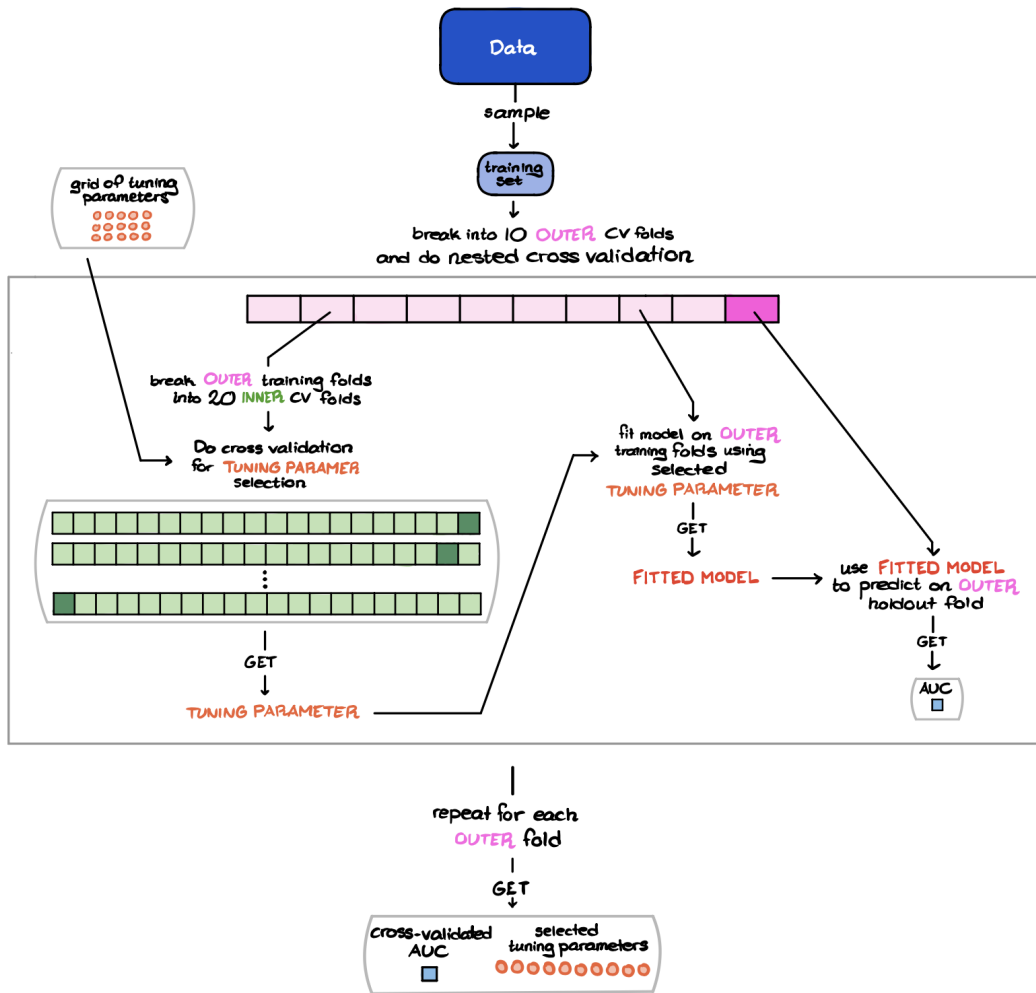 Data
sample
training
set
grid of tuning
parameters
break into 10 OUTER CV folds
and do nested cross validation
break OUTER training folds
into 20 INNER CV folds
Do cross validation
for TUNING PARAMER
selection
GET
TUNING PARAMETER
fit model on OUTER
training folds using
selected
TUNING PARAMETER
GET
FITTED MODEL
use FITTED MODEL
to predict on OUTER
holdout fold
GET
AUC
repeat for each
OUTER fold
GET
cross-validated
AUC
selected
tuning parameters